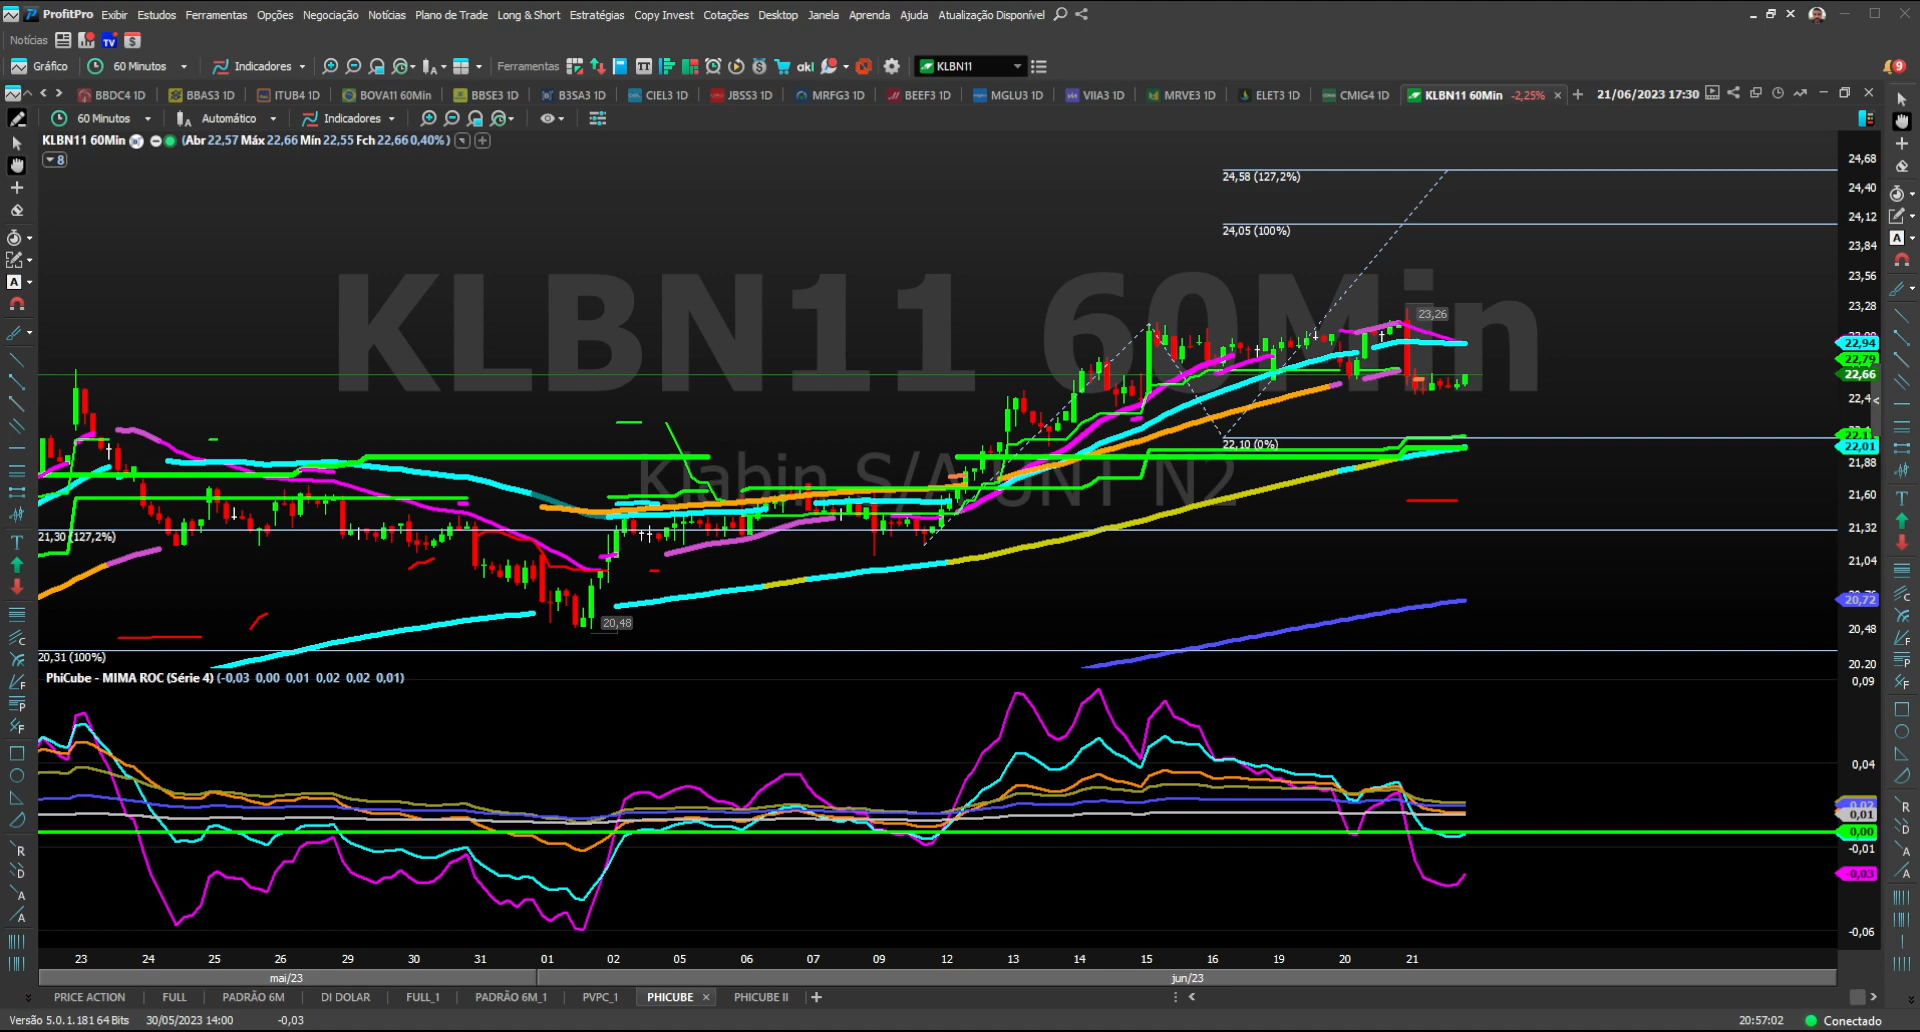 ProfitPro Exibir Estudos Ferramentas Opções Negociação Notícias Plano de Trade Long & Short Estratégias Copy Invest Cotações Desktop Janela Aprenda Ajuda Atualização Disponível
Notícias
Gráfico 60 Minutos Indicadores Ferramentas akl KLBN11
9
BBDC4 1D BBAS3 1D ITUB4 1D BOVA11 60Min BBSE3 1D B3SA3 1D CIEL3 1D JBSS3 1D MRFG3 1D BEEF3 1D MGLU3 1D VIIA3 1D MRVE3 1D ELET3 1D CMIG4 1D KLBN11 60Min -2,25% 21/06/2023 17:30
60 Minutos Automático Indicadores
KLBN11 60Min (Abr 22,57 Máx 22,66 Mín 22,55 Fch 22,66 0,40%)
8
KLBN11 60Min
Klabin S/A UNT N2
24,58 (127,2%)
24,05 (100%)
23,26
22,10 (0%)
21,30 (127,2%)
20,48
20,31 (100%)
24,68
24,40
24,12
23,84
23,56
23,28
22,94
22,79
22,66
22,01
21,88
21,60
21,32
21,04
20,72
20,48
20,20
PhiCube - MIMA ROC (Série 4) (-0,03 0,00 0,01 0,02 0,02 0,01)
0,09
0,04
0,02
0,01
0,00
-0,01
-0,03
-0,06
23 24 25 26 29 30 31 01 02 05 06 07 09 12 13 14 15 16 19 20 21
mai/23 jun/23
PRICE ACTION FULL PADRÃO 6M DI DOLAR FULL_1 PADRÃO 6M_1 PVPC_1 PHICUBE PHICUBE II
Versão 5.0.1.181 64 Bits 30/05/2023 14:00 -0,03 20:57:02 Conectado